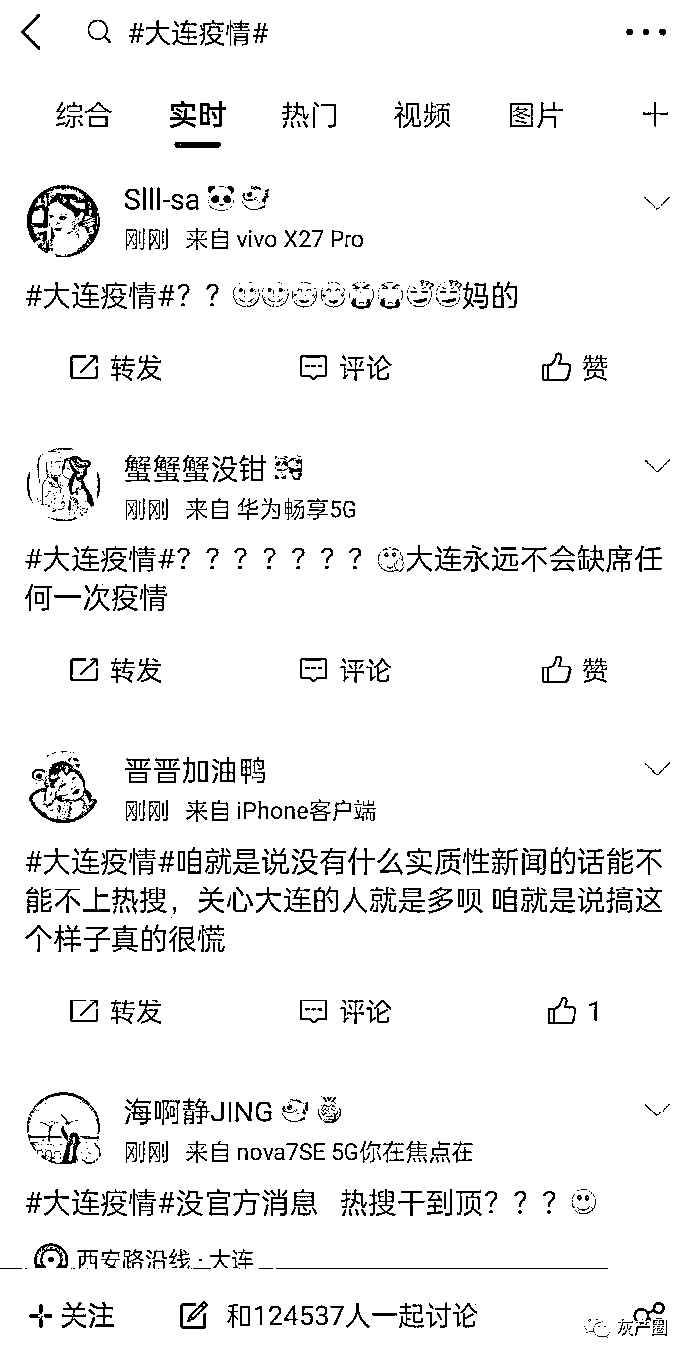 #大连疫情#
综合 实时 热门 视频 图片
Slll-sa
刚刚 来自 vivo X27 Pro
#大连疫情#？？妈的
转发 评论 赞
蟹蟹蟹没钳
刚刚 来自 华为畅享5G
#大连疫情#？？？？？？？大连永远不会缺席任
何一次疫情
转发 评论 赞
晋晋加油鸭
刚刚 来自 iPhone客户端
#大连疫情#咱就是说没有什么实质性新闻的话能不
能不上热搜，关心大连的人就是多呗 咱就是说搞这
个样子真的很慌
转发 评论 1
海啊静JING
刚刚 来自 nova7SE 5G你在焦点在
#大连疫情#没官方消息 热搜干到顶？？？
西安路沿线·大连
关注 和124537人一起讨论
灰产圈